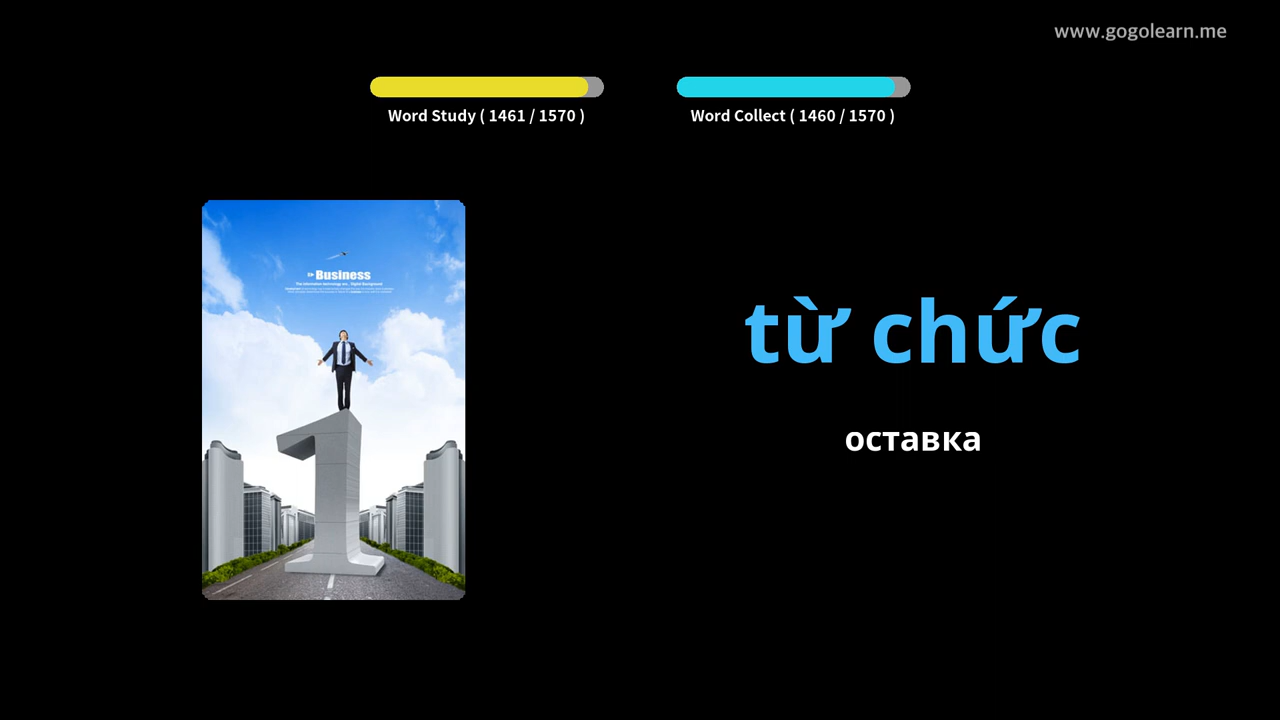 www.gogolearn.me
Word Study ( 1461 / 1570 )
Word Collect ( 1460 / 1570 )
Business
từ chức
оставка